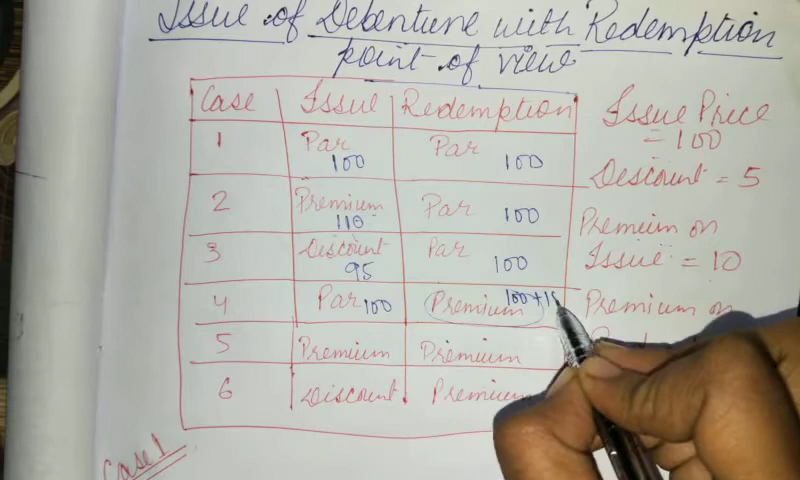 Issue of Debenture with Redemption
point of view
Case Issue Redemption
1 Par 100 Par 100
2 Premium 110 Par 100
3 Discount 95 Par 100
4 Par 100 Premium 100+1
5 Premium Premium
6 Discount Premium
Issue Price
= 100
Discount = 5
Premium on
Issue = 10
Premium on
Case 1